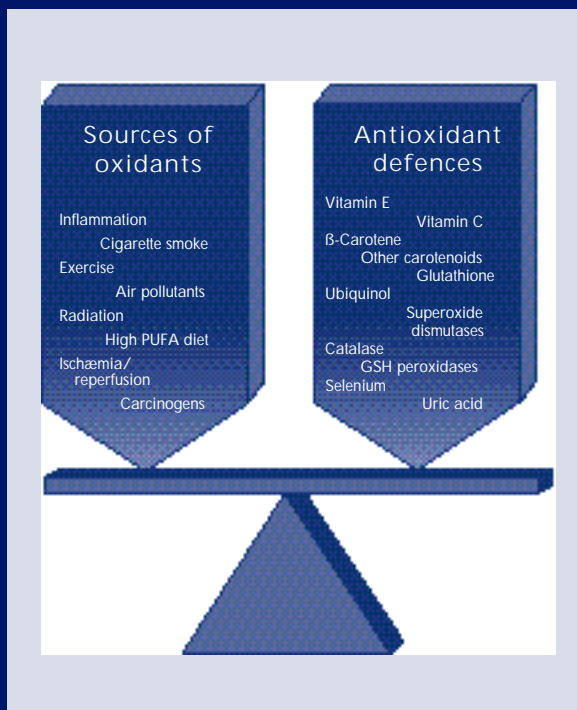 Sources of
oxidants
Inflammation
Cigarette smoke
Exercise
Air pollutants
Radiation
High PUFA diet
Ischæmia/
reperfusion
Carcinogens
Antioxidant
defences
Vitamin E
Vitamin C
ß-Carotene
Other carotenoids
Glutathione
Ubiquinol
Superoxide
dismutases
Catalase
GSH peroxidases
Selenium
Uric acid